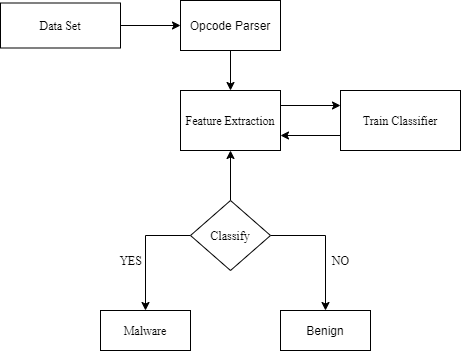 Data Set
Opcode Parser
Feature Extraction
Train Classifier
Classify
YES
NO
Malware
Benign